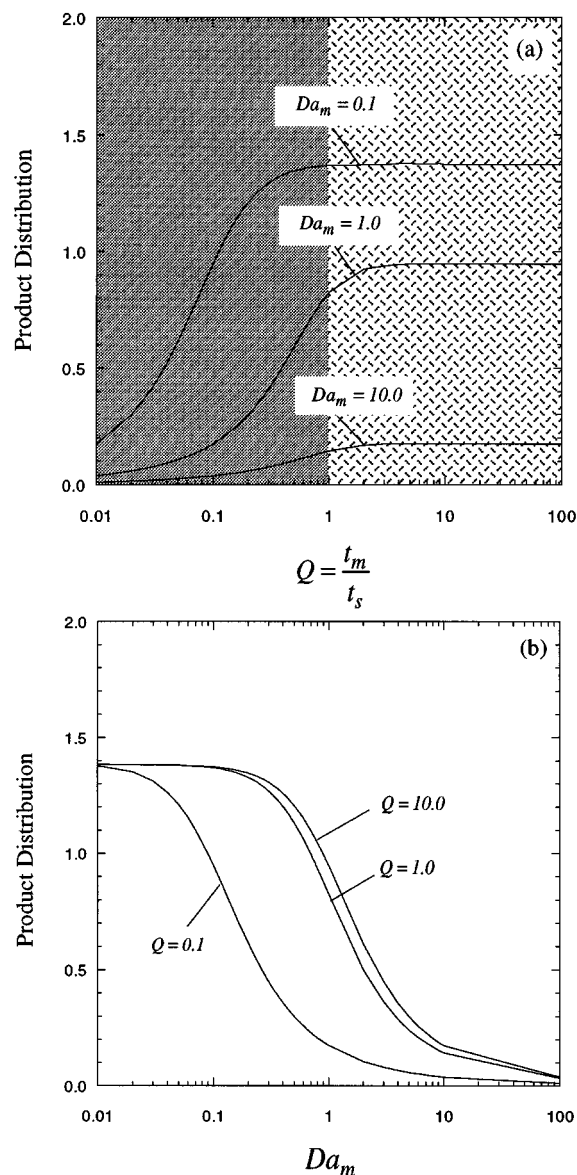 2.0
(a)
Da_m = 0.1
1.5
Da_m = 1.0
1.0
Da_m = 10.0
0.5
0.0
Product Distribution
0.01 0.1 1 10 100
Q = t_m / t_s
2.0
(b)
1.5
Q = 10.0
1.0
Q = 1.0
Q = 0.1
0.5
0.0
Product Distribution
0.01 0.1 1 10 100
Da_m